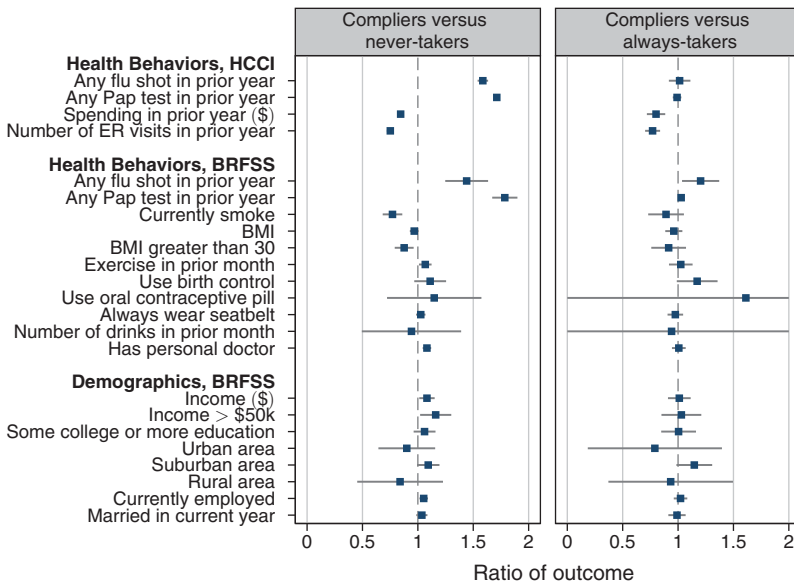 Compliers versus
never-takers
Compliers versus
always-takers
Health Behaviors, HCCI
Any flu shot in prior year
Any Pap test in prior year
Spending in prior year ($)
Number of ER visits in prior year
Health Behaviors, BRFSS
Any flu shot in prior year
Any Pap test in prior year
Currently smoke
BMI
BMI greater than 30
Exercise in prior month
Use birth control
Use oral contraceptive pill
Always wear seatbelt
Number of drinks in prior month
Has personal doctor
Demographics, BRFSS
Income ($)
Income > $50k
Some college or more education
Urban area
Suburban area
Rural area
Currently employed
Married in current year
0 0.5 1 1.5 2
0 0.5 1 1.5 2
Ratio of outcome